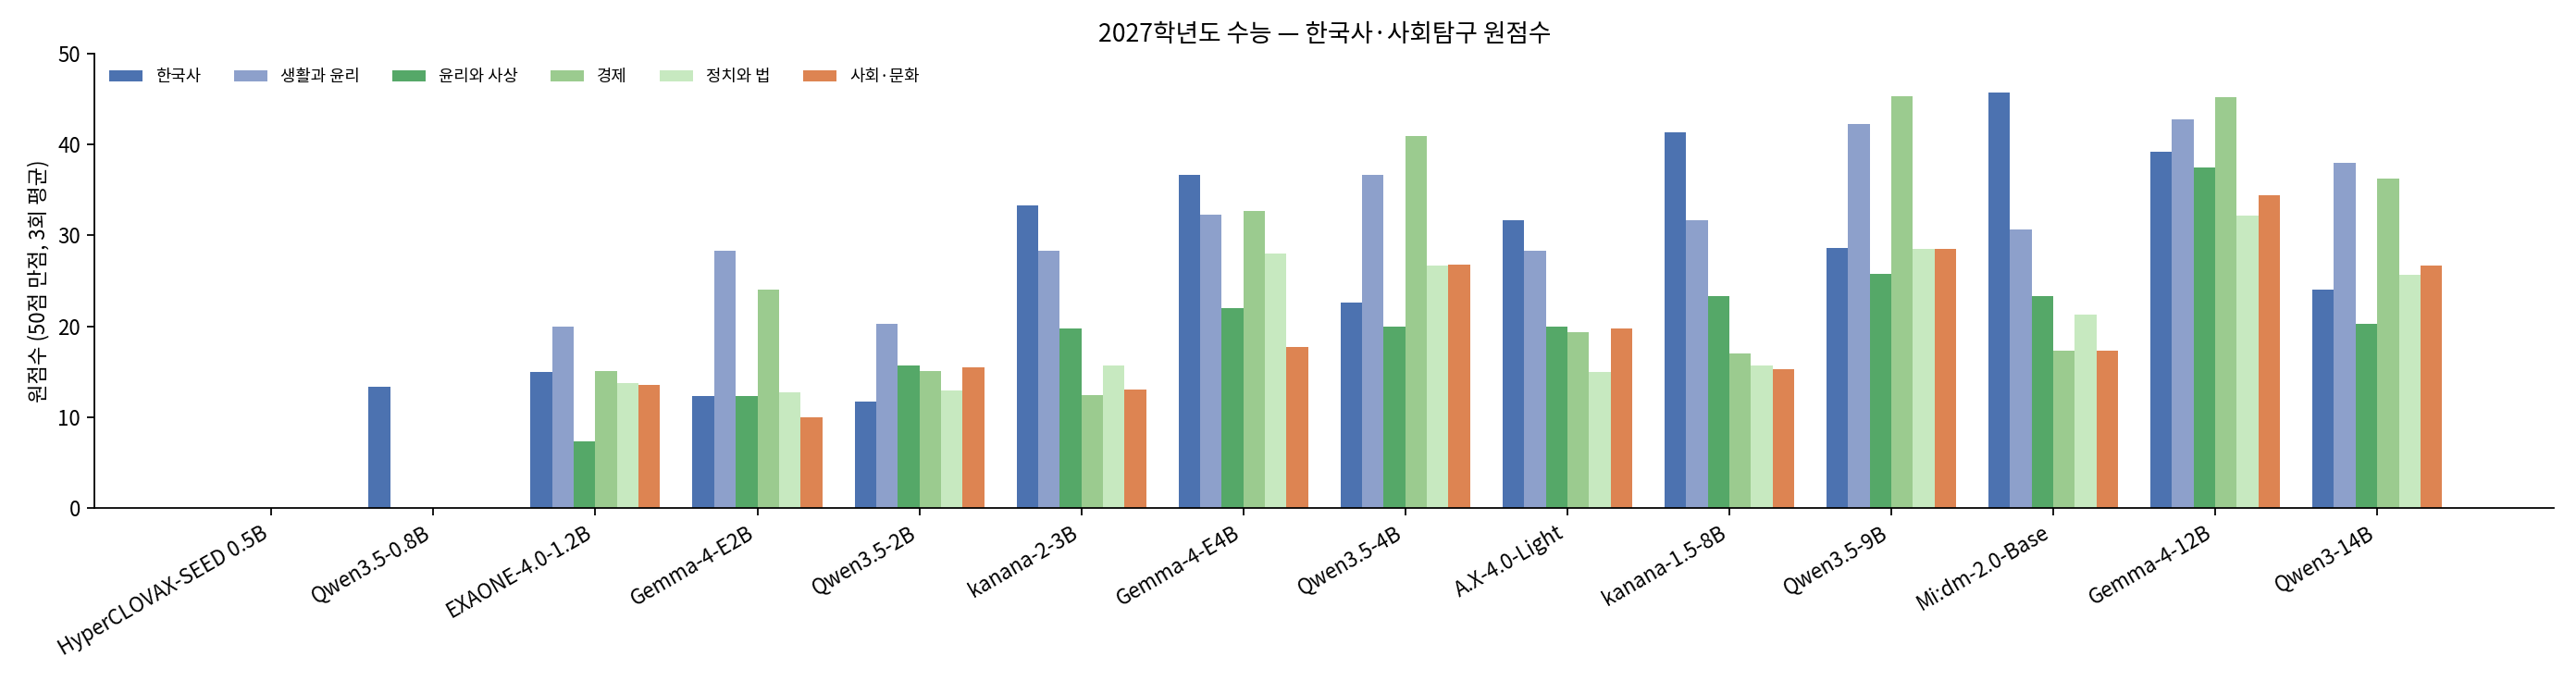 2027학년도 수능 — 한국사·사회탐구 원점수
원점수 (50점 만점, 3회 평균)
50
40
30
20
10
0
한국사 생활과 윤리 윤리와 사상 경제 정치와 법 사회·문화
HyperCLOVAX-SEED 0.5B
Qwen3.5-0.8B
EXAONE-4.0-1.2B
Gemma-4-E2B
Qwen3.5-2B
kanana-2-3B
Gemma-4-E4B
Qwen3.5-4B
A.X-4.0-Light
kanana-1.5-8B
Qwen3.5-9B
Mi:dm-2.0-Base
Gemma-4-12B
Qwen3-14B